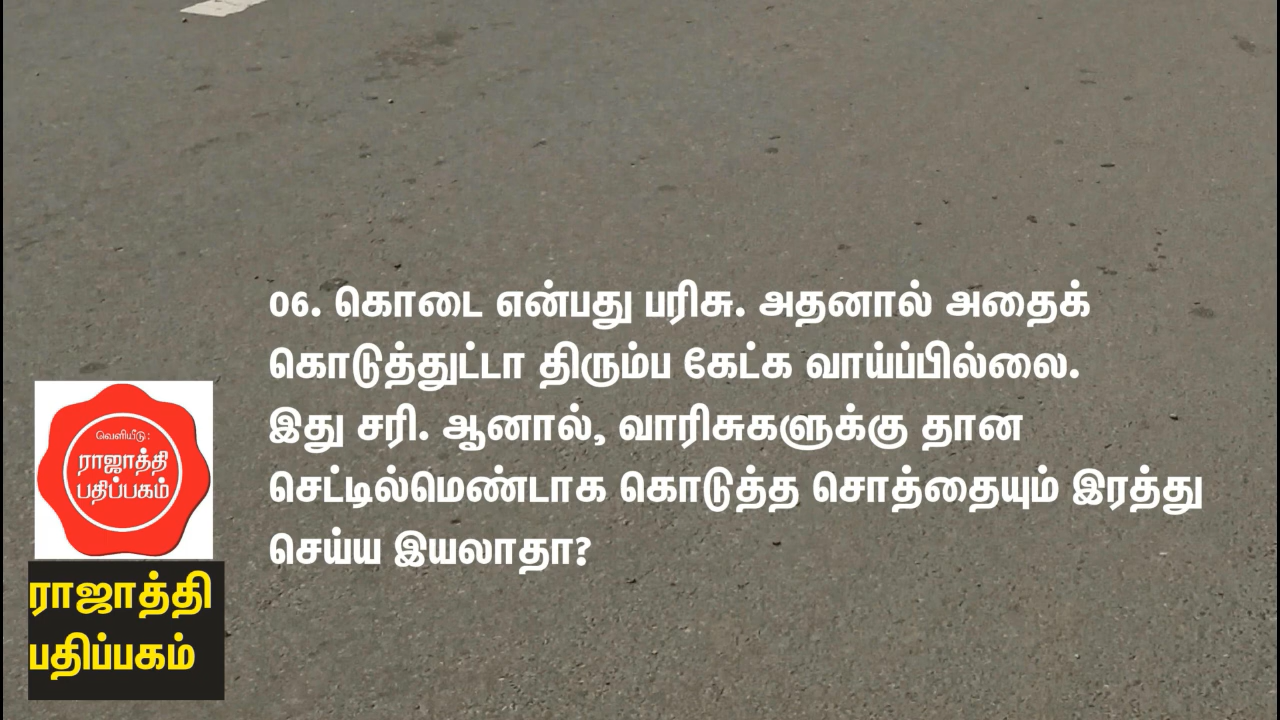 06. கொடை என்பது பரிசு. அதனால் அதைக்
கொடுத்துட்டா திரும்ப கேட்க வாய்ப்பில்லை.
இது சரி. ஆனால், வாரிசுகளுக்கு தான
செட்டில்மெண்டாக கொடுத்த சொத்தையும் இரத்து
செய்ய இயலாதா?
வெளியீடு:
ராஜாத்தி
பதிப்பகம்
ராஜாத்தி
பதிப்பகம்